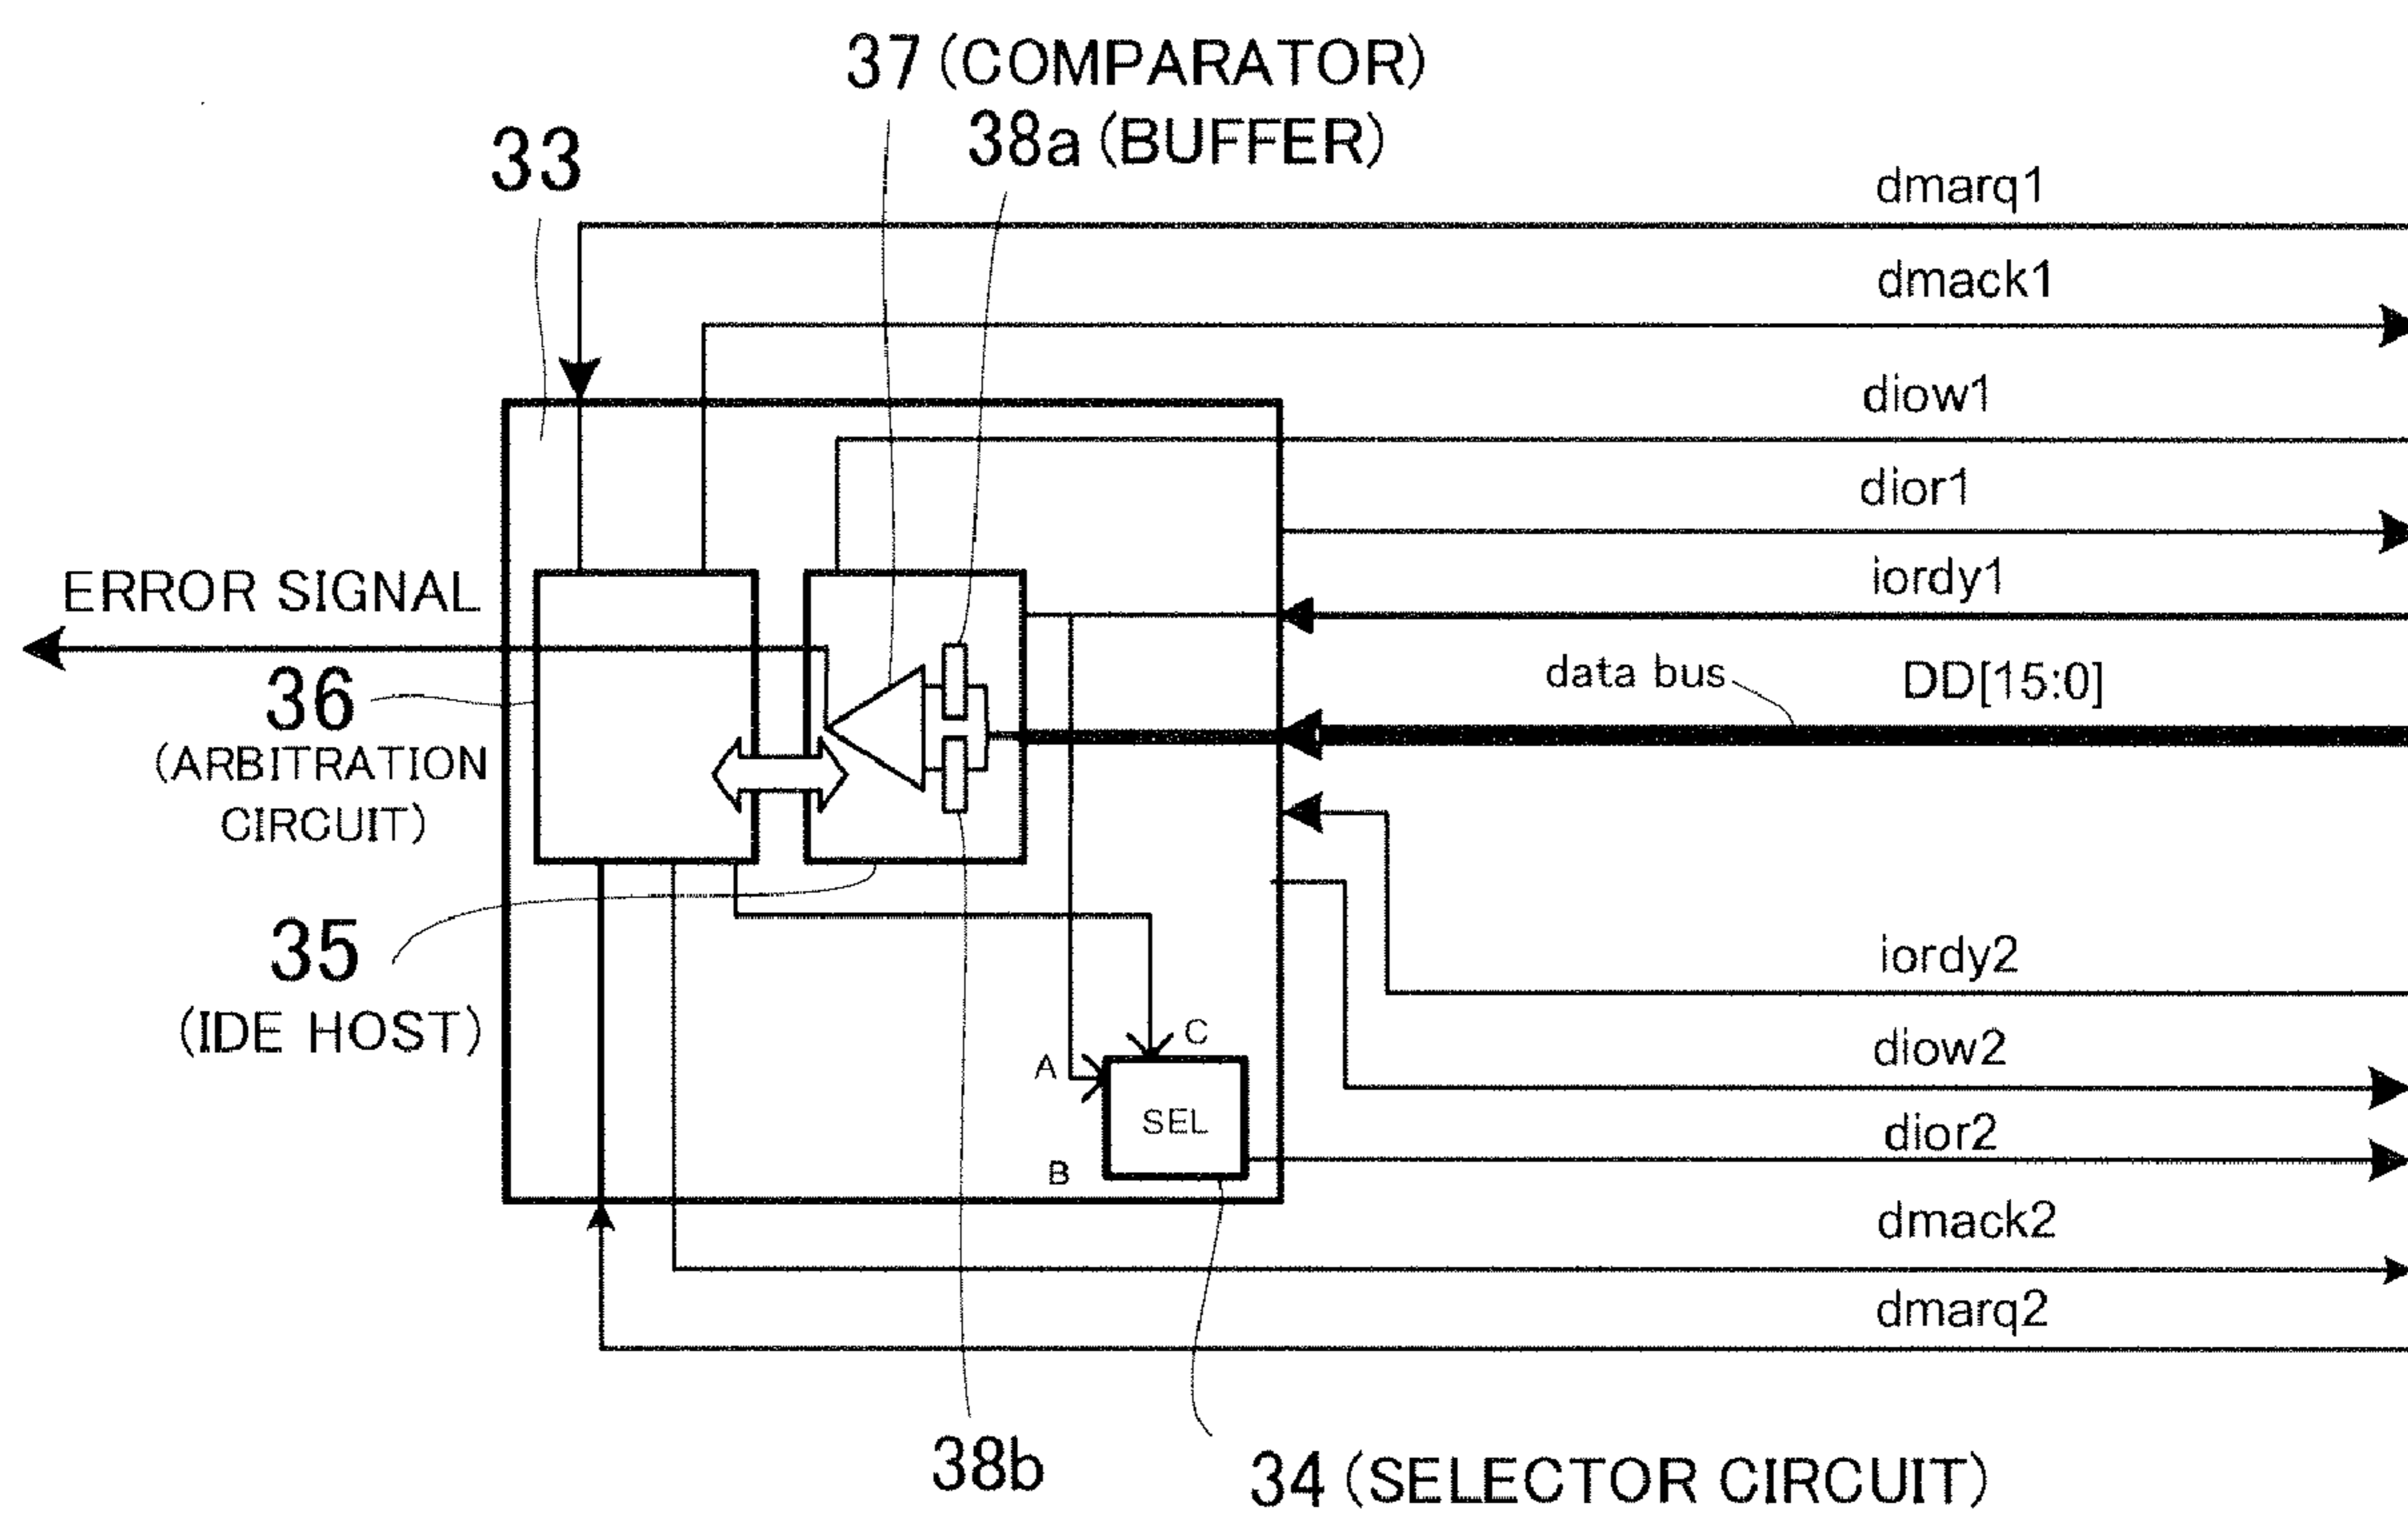 37 (COMPARATOR)
38a (BUFFER)
33
dmarq1
dmack1
diow1
dior1
iordy1
ERROR SIGNAL
data bus
DD[15:0]
36
(ARBITRATION
CIRCUIT)
35
(IDE HOST)
iordy2
C
A
diow2
SEL
dior2
B
dmack2
dmarq2
38b
34 (SELECTOR CIRCUIT)